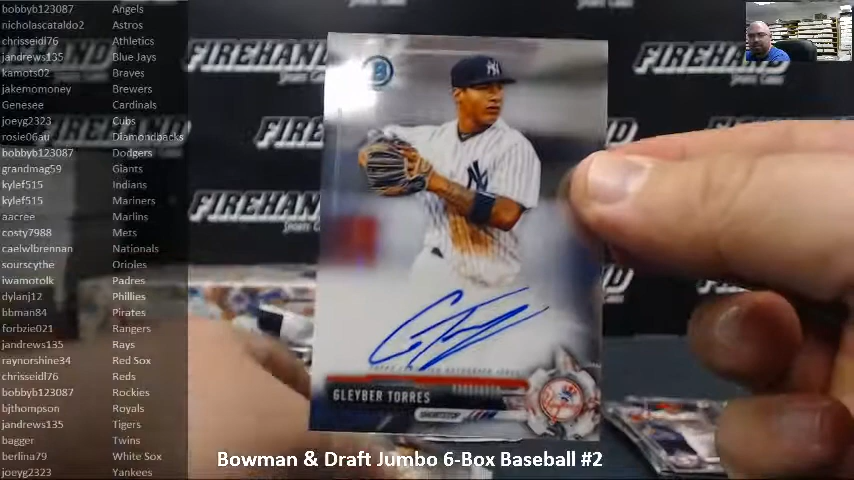 bobbyb123087 Angels
nicholascataldo2 Astros
chrisseidl76 Athletics
jandrews135 Blue Jays
kamots02 Braves
jakemomoney Brewers
Genesee Cardinals
joeyg2323 Cubs
rosie06au Diamondbacks
bobbyb123087 Dodgers
grandmag59 Giants
kylef515 Indians
kylef515 Mariners
aacree Marlins
costy7988 Mets
caelwlbrennan Nationals
sourscythe Orioles
iwamotolk Padres
dylanj12 Phillies
bbman84 Pirates
forbzie021 Rangers
jandrews135 Rays
raynorshine34 Red Sox
chrisseidl76 Reds
bobbyb123087 Rockies
bjthompson Royals
jandrews135 Tigers
bagger Twins
berlina79 White Sox
joeyg2323 Yankees
FIREHAND
FIREHAND
FIREHAND
B
NY
NY
GLEYBER TORRES
SHORTSTOP
Bowman & Draft Jumbo 6-Box Baseball #2